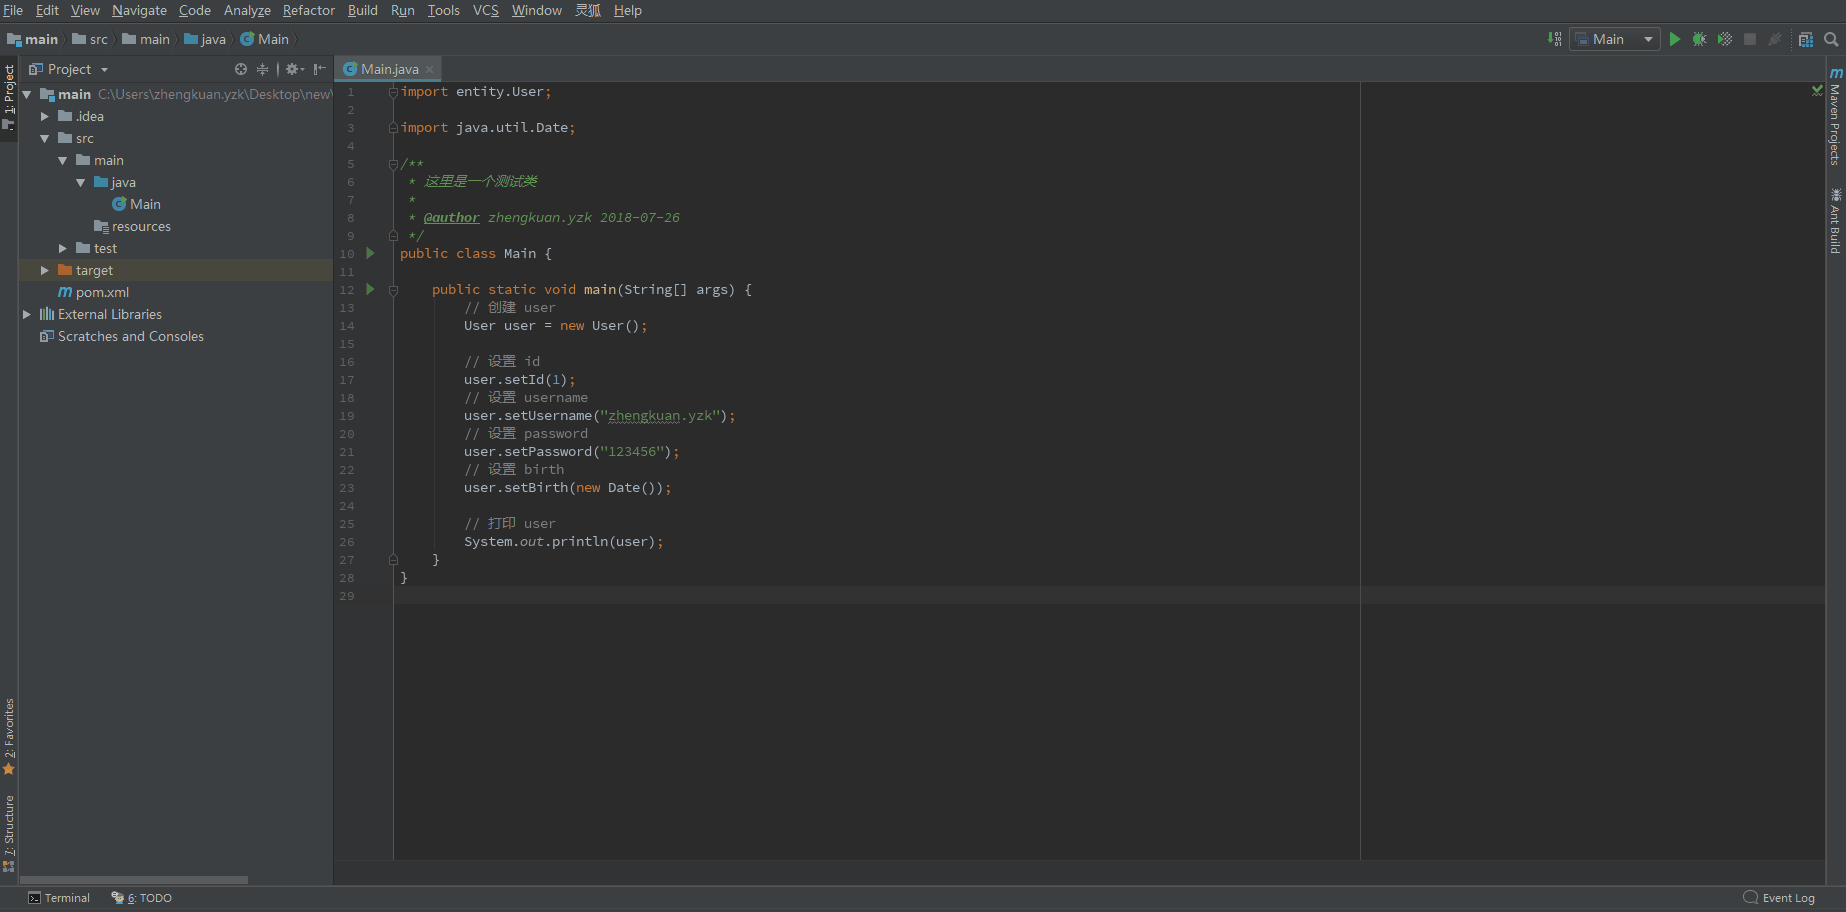 File Edit View Navigate Code Analyze Refactor Build Run Tools VCS Window 灵狐 Help
main src main java Main
Main
Project
Main.java
1: Project
main C:\Users\zhengkuan.yzk\Desktop\new\
.idea
src
main
java
Main
resources
test
target
pom.xml
External Libraries
Scratches and Consoles
1 import entity.User;
2
3 import java.util.Date;
4
5 /**
6 * 这里是一个测试类
7 *
8 * @author zhengkuan.yzk 2018-07-26
9 */
10 public class Main {
11
12 public static void main(String[] args) {
13 // 创建 user
14 User user = new User();
15
16 // 设置 id
17 user.setId(1);
18 // 设置 username
19 user.setUsername("zhengkuan.yzk");
20 // 设置 password
21 user.setPassword("123456");
22 // 设置 birth
23 user.setBirth(new Date());
24
25 // 打印 user
26 System.out.println(user);
27 }
28 }
29
Maven Projects
Ant Build
2: Favorites
7: Structure
Terminal 6: TODO
Event Log